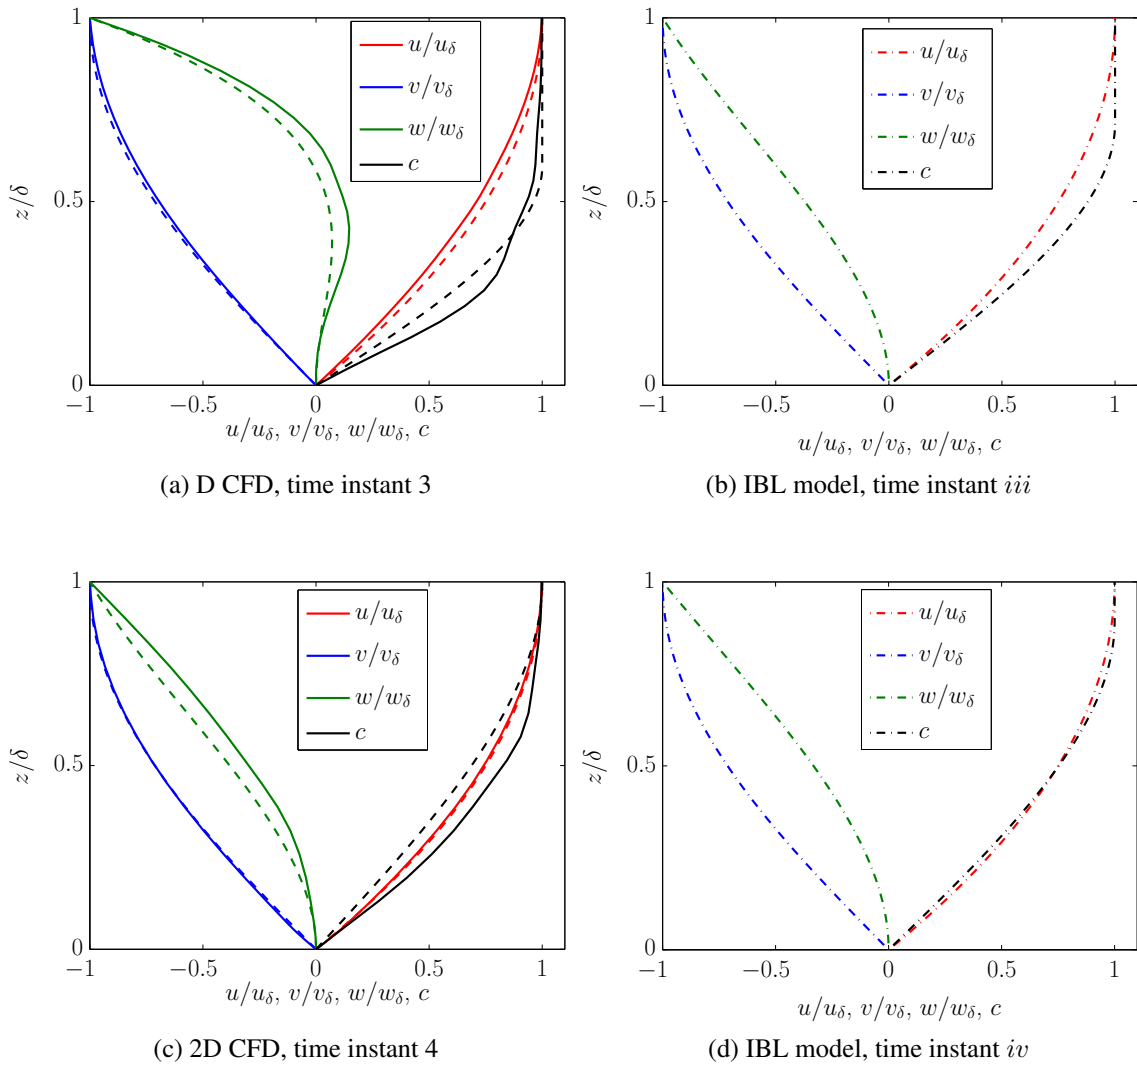 1
0.5
0
z/δ
u/u_δ
v/v_δ
w/w_δ
c
−1 −0.5 0 0.5 1
u/u_δ, v/v_δ, w/w_δ, c
(a) D CFD, time instant 3
1
0.5
0
z/δ
u/u_δ
v/v_δ
w/w_δ
c
−1 −0.5 0 0.5 1
u/u_δ, v/v_δ, w/w_δ, c
(b) IBL model, time instant iii
1
0.5
0
z/δ
u/u_δ
v/v_δ
w/w_δ
c
−1 −0.5 0 0.5 1
u/u_δ, v/v_δ, w/w_δ, c
(c) 2D CFD, time instant 4
1
0.5
0
z/δ
u/u_δ
v/v_δ
w/w_δ
c
−1 −0.5 0 0.5 1
u/u_δ, v/v_δ, w/w_δ, c
(d) IBL model, time instant iv